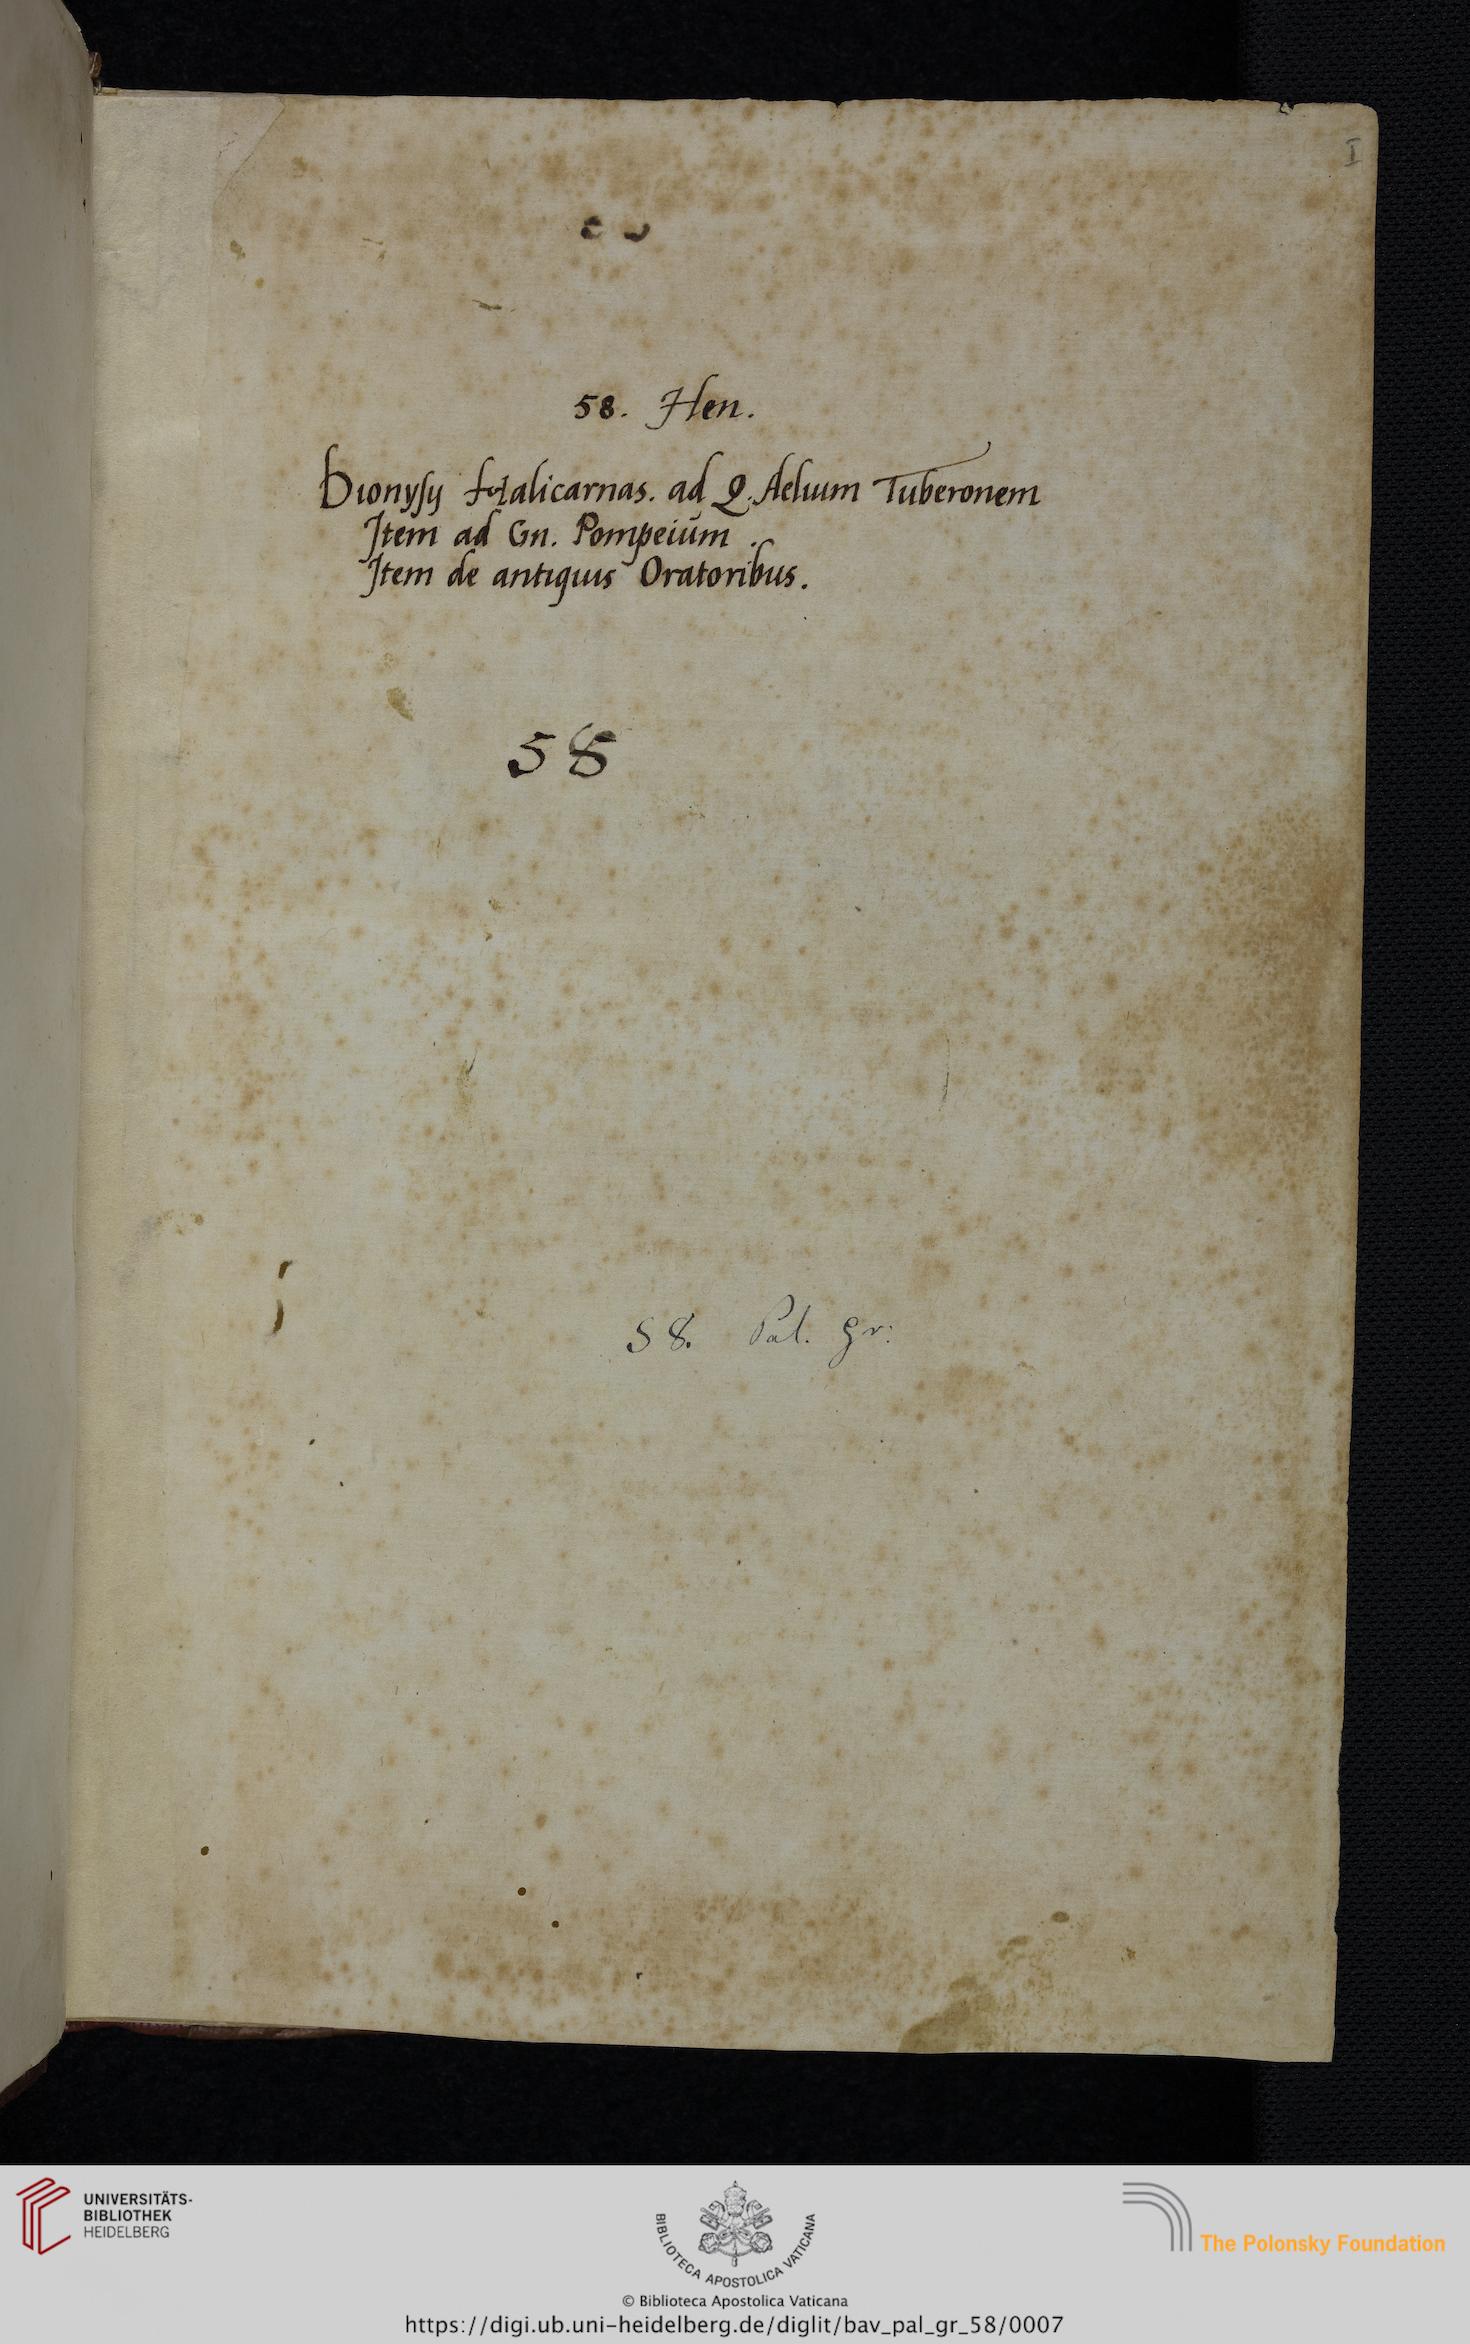 I
58. Hen.
Dionysij Halicarnas. ad Q. Aelium Tuberonem
Item ad Gn. Pompeium.
Item de antiquis Oratoribus.
58
58. Pal. gr:
UNIVERSITÄTS-
BIBLIOTHEK
HEIDELBERG
BIBLIOTECA APOSTOLICA VATICANA
The Polonsky Foundation
© Biblioteca Apostolica Vaticana
https://digi.ub.uni-heidelberg.de/diglit/bav_pal_gr_58/0007